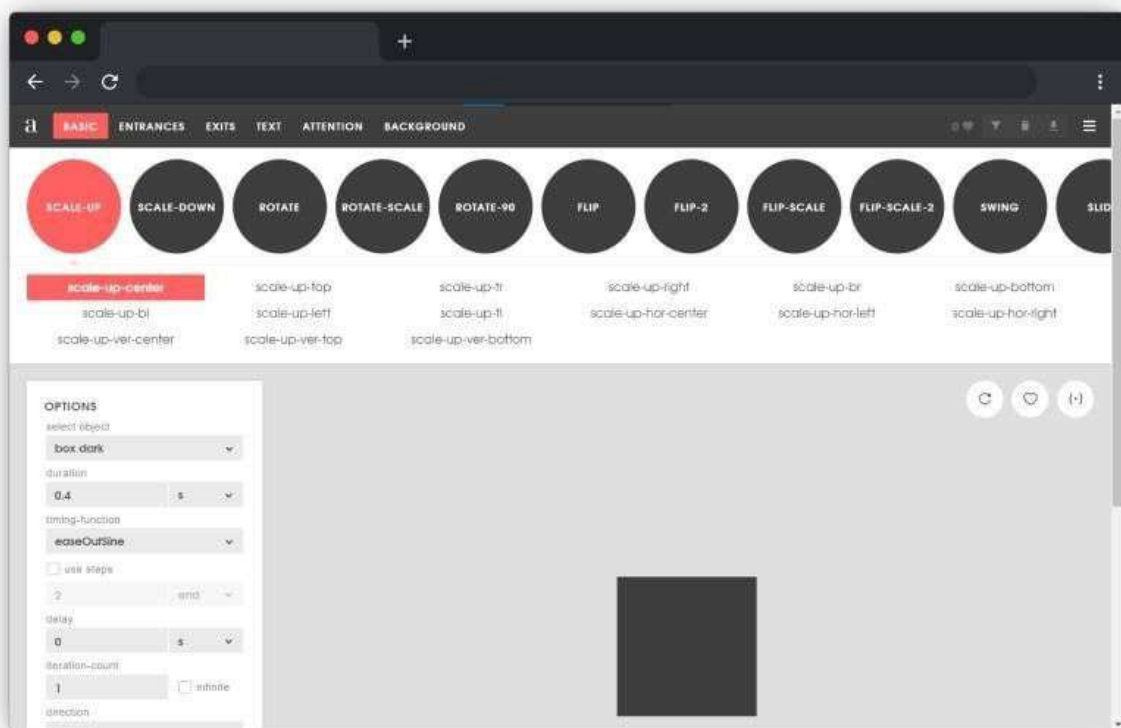 a BASIC ENTRANCES EXITS TEXT ATTENTION BACKGROUND 0
SCALE-UP SCALE-DOWN ROTATE ROTATE-SCALE ROTATE-90 FLIP FLIP-2 FLIP-SCALE FLIP-SCALE-2 SWING SLID
scale-up-center scale-up-top scale-up-tr scale-up-right scale-up-br scale-up-bottom
scale-up-bl scale-up-left scale-up-tl scale-up-hor-center scale-up-hor-left scale-up-hor-right
scale-up-ver-center scale-up-ver-top scale-up-ver-bottom
OPTIONS
select object
box dark
duration
0.4 s
timing-function
easeOutSine
use steps
2 end
delay
0 s
iteration-count
1 infinite
direction